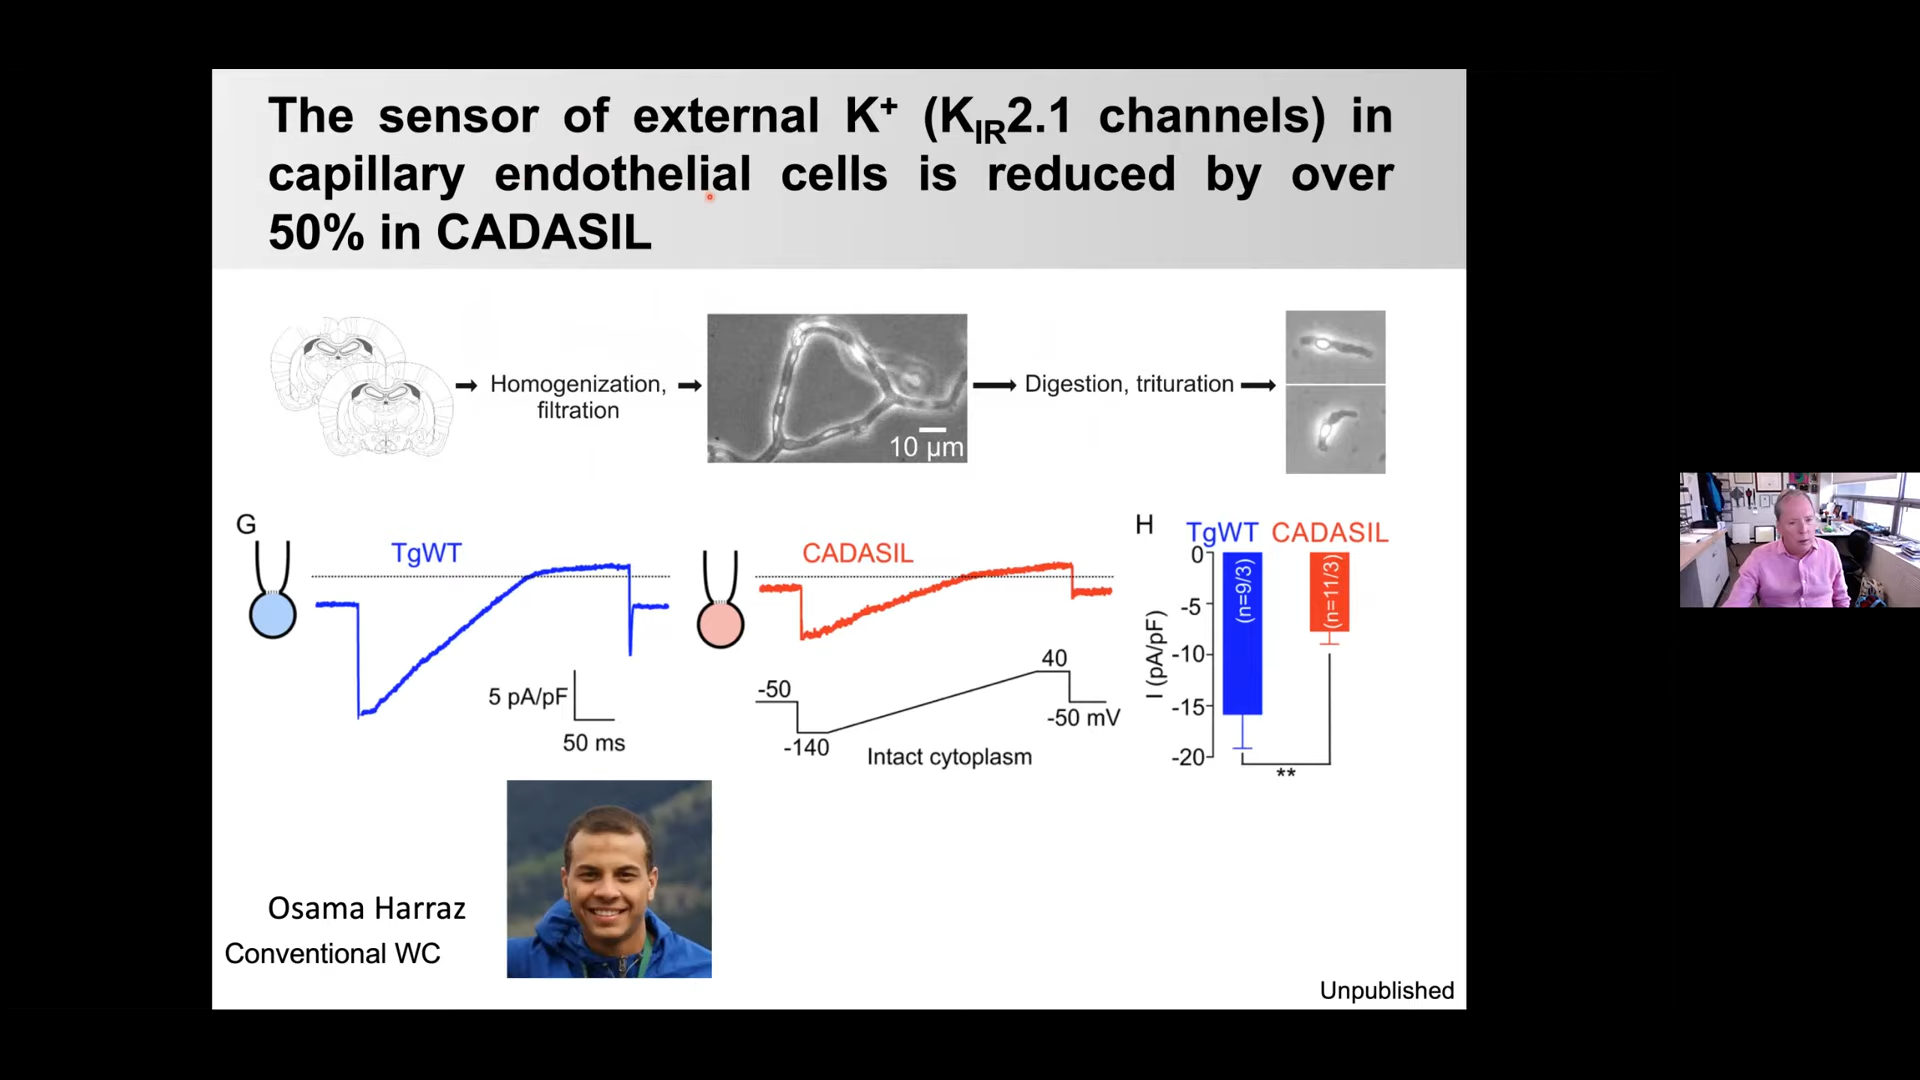 The sensor of external K⁺ (KIR2.1 channels) in
capillary endothelial cells is reduced by over
50% in CADASIL
Homogenization,
filtration
10 µm
Digestion, trituration
G
TgWT
5 pA/pF
50 ms
CADASIL
-50
-140
40
-50 mV
Intact cytoplasm
H
TgWT CADASIL
I (pA/pF)
0
-5
-10
-15
-20
(n=9/3)
(n=11/3)
**
Osama Harraz
Conventional WC
Unpublished